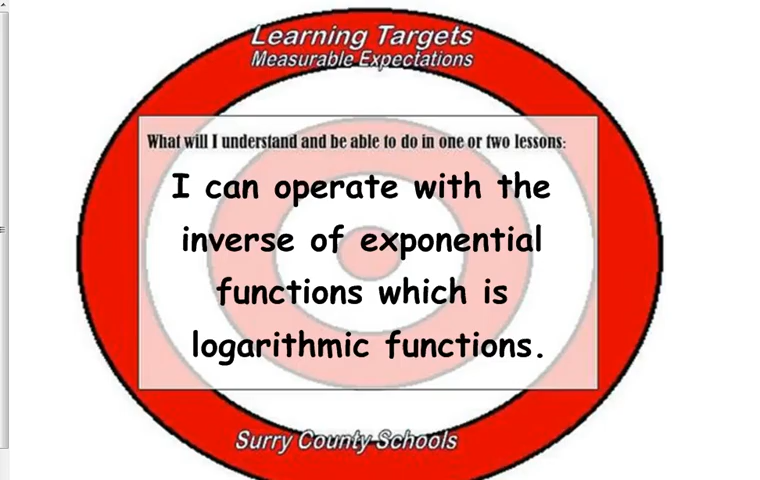 Learning Targets
Measurable Expectations
What will I understand and be able to do in one or two lessons:
I can operate with the
inverse of exponential
functions which is
logarithmic functions.
Surry County Schools